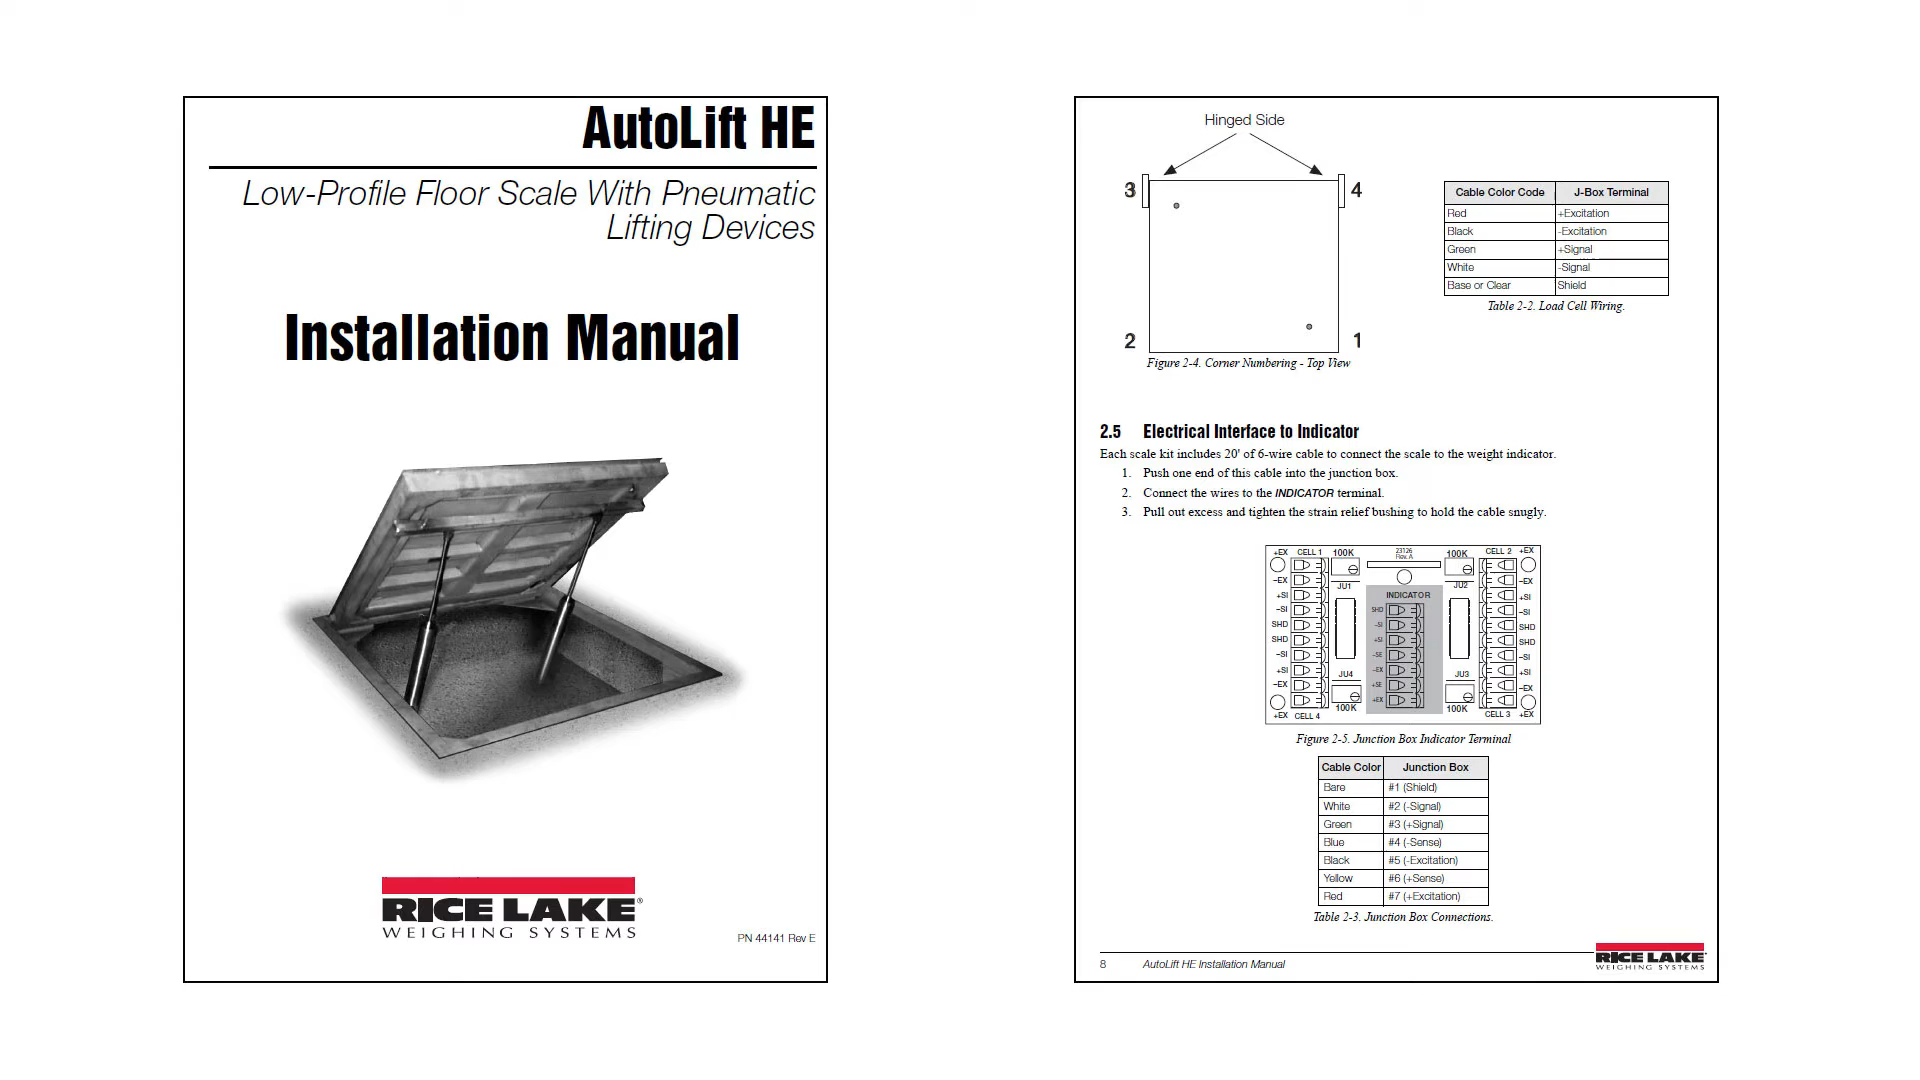 AutoLift HE
Low-Profile Floor Scale With Pneumatic
Lifting Devices
Installation Manual
RICE LAKE®
WEIGHING SYSTEMS
PN 44141 Rev E
Hinged Side
3
4
2
1
Figure 2-4. Corner Numbering - Top View
Cable Color Code J-Box Terminal
Red +Excitation
Black -Excitation
Green +Signal
White -Signal
Base or Clear Shield
Table 2-2. Load Cell Wiring.
2.5 Electrical Interface to Indicator
Each scale kit includes 20' of 6-wire cable to connect the scale to the weight indicator.
1. Push one end of this cable into the junction box.
2. Connect the wires to the INDICATOR terminal.
3. Pull out excess and tighten the strain relief bushing to hold the cable snugly.
+EX CELL 1 100K
–EX
+SI
–SI
SHD
SHD
–SI
+SI
–EX
+EX CELL 4
JU1
JU4
100K
23126
Rev. A
INDICATOR
SHD
–SI
+SI
–SE
–EX
+SE
+EX
100K CELL 2 +EX
JU2
–EX
+SI
–SI
SHD
SHD
–SI
+SI
–EX
JU3
100K
CELL 3 +EX
Figure 2-5. Junction Box Indicator Terminal
Cable Color Junction Box
Bare #1 (Shield)
White #2 (-Signal)
Green #3 (+Signal)
Blue #4 (-Sense)
Black #5 (-Excitation)
Yellow #6 (+Sense)
Red #7 (+Excitation)
Table 2-3. Junction Box Connections.
8 AutoLift HE Installation Manual
RICE LAKE
WEIGHING SYSTEMS